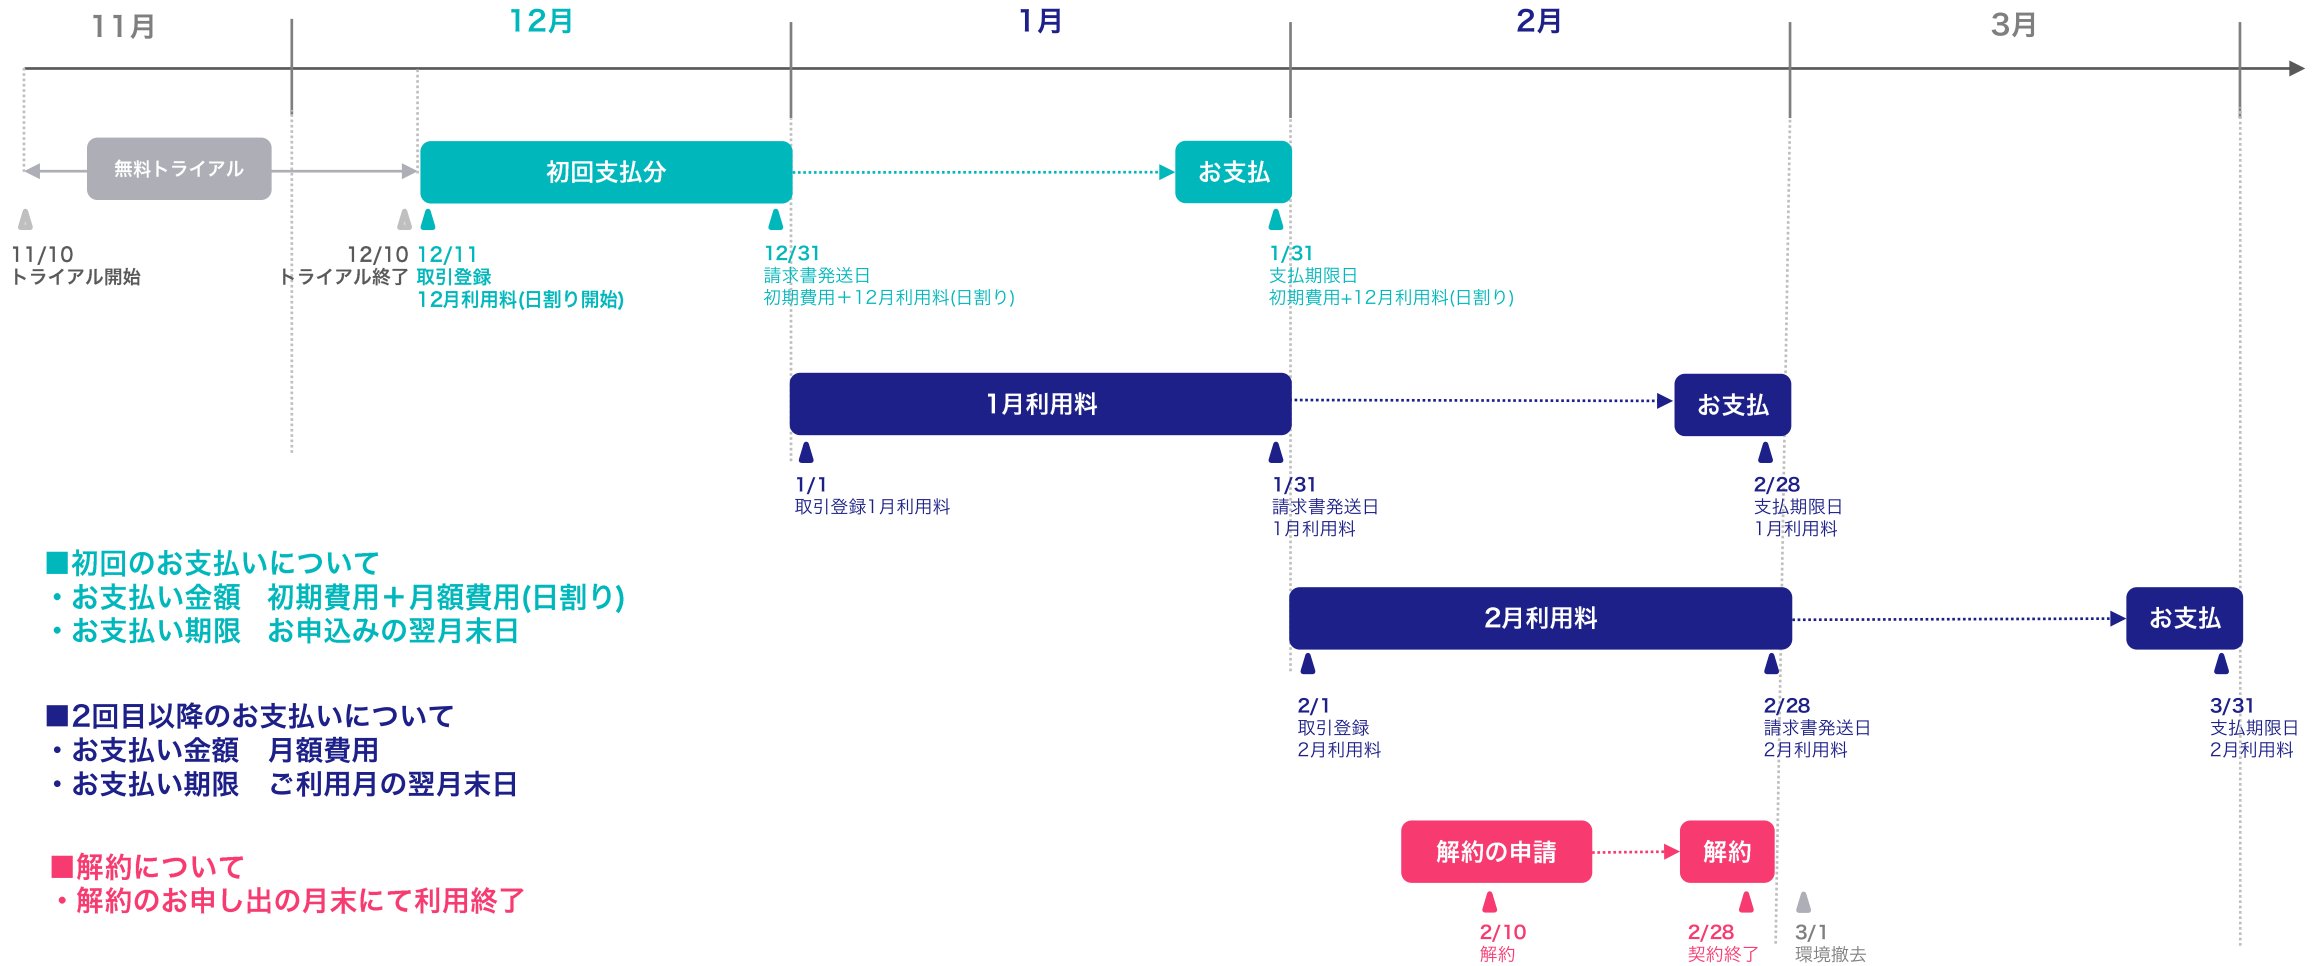 11月
12月
1月
2月
3月
無料トライアル
初回支払分
お支払
11/10
トライアル開始
12/10
トライアル終了
12/11
取引登録
12月利用料(日割り開始)
12/31
請求書発送日
初期費用＋12月利用料(日割り)
1/31
支払期限日
初期費用+12月利用料(日割り)
1月利用料
お支払
1/1
取引登録1月利用料
1/31
請求書発送日
1月利用料
2/28
支払期限日
1月利用料
■初回のお支払いについて
・お支払い金額　初期費用＋月額費用(日割り)
・お支払い期限　お申込みの翌月末日
2月利用料
お支払
2/1
取引登録
2月利用料
2/28
請求書発送日
2月利用料
3/31
支払期限日
2月利用料
■2回目以降のお支払いについて
・お支払い金額　月額費用
・お支払い期限　ご利用月の翌月末日
解約の申請
解約
2/10
解約
2/28
契約終了
3/1
環境撤去
■解約について
・解約のお申し出の月末にて利用終了